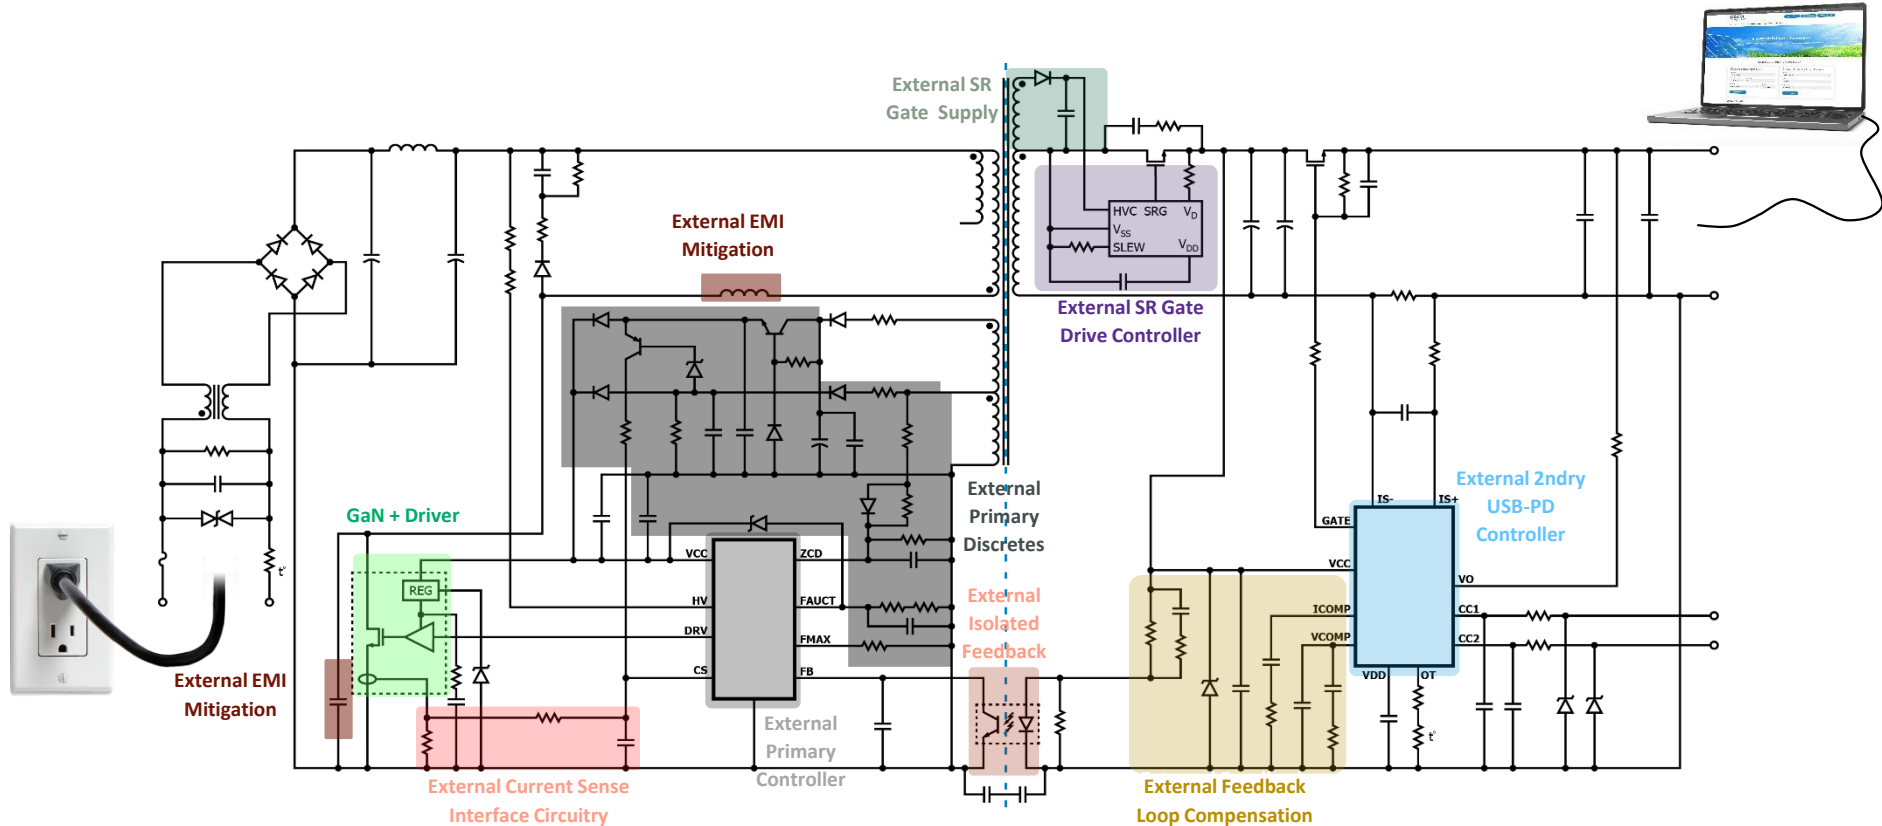 External SR
Gate Supply
External EMI
Mitigation
HVC
SRG
VD
VSS
SLEW
VDD
External SR Gate
Drive Controller
External
Primary
Discretes
External 2ndry
USB-PD
Controller
IS-
IS+
GATE
VCC
VO
ICOMP
CC1
VCOMP
CC2
VDD
OT
t°
GaN + Driver
REG
VCC
ZCD
HV
FAUCT
DRV
FMAX
CS
FB
t°
External
Isolated
Feedback
External EMI
Mitigation
External
Primary
Controller
External Current Sense
Interface Circuitry
External Feedback
Loop Compensation